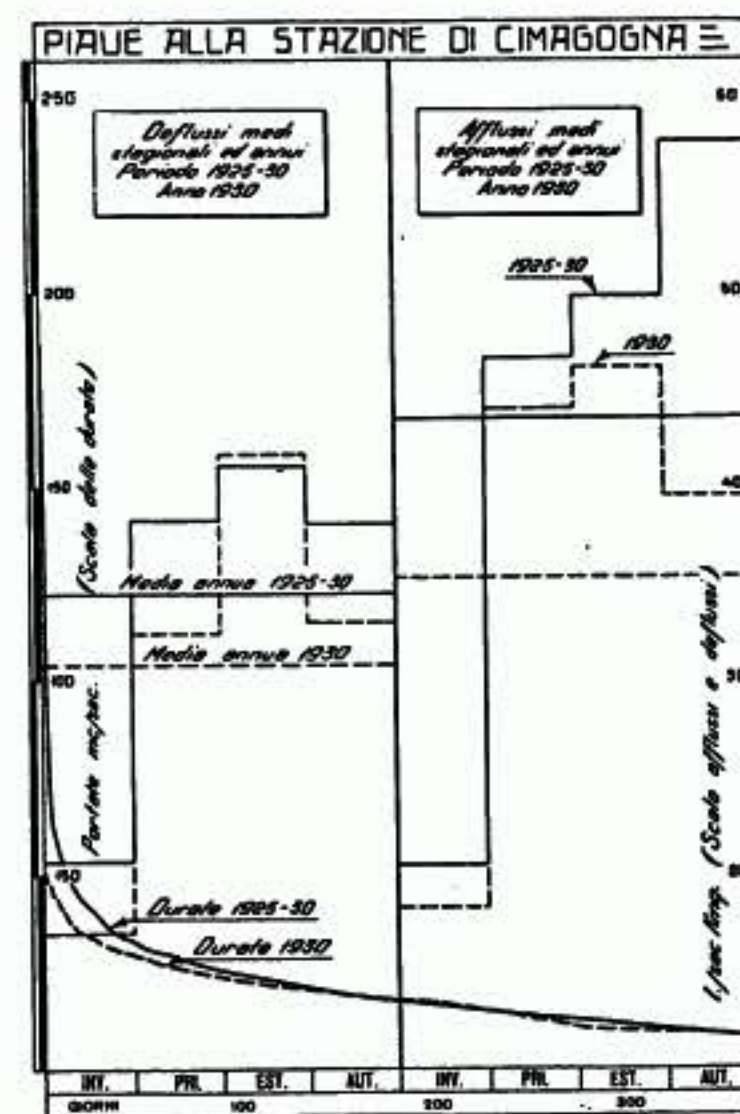 PIAVE ALLA STAZIONE DI CIMAGOGNA
250
60
Deflussi medi
stagionali ed annui
Periodo 1925-30
Anno 1930
Afflussi medi
stagionali ed annui
Periodo 1925-30
Anno 1930
1925-30
200
50
1930
(Scala delle durate)
150
40
Media annua 1925-30
Media annua 1930
100
Portate mc/sec.
l./sec kmq. (Scala afflussi e deflussi)
Durate 1925-30
Durate 1930
INV. PRI. EST. AUT. INV. PRI. EST. AUT.
GIORNI 100 200 300